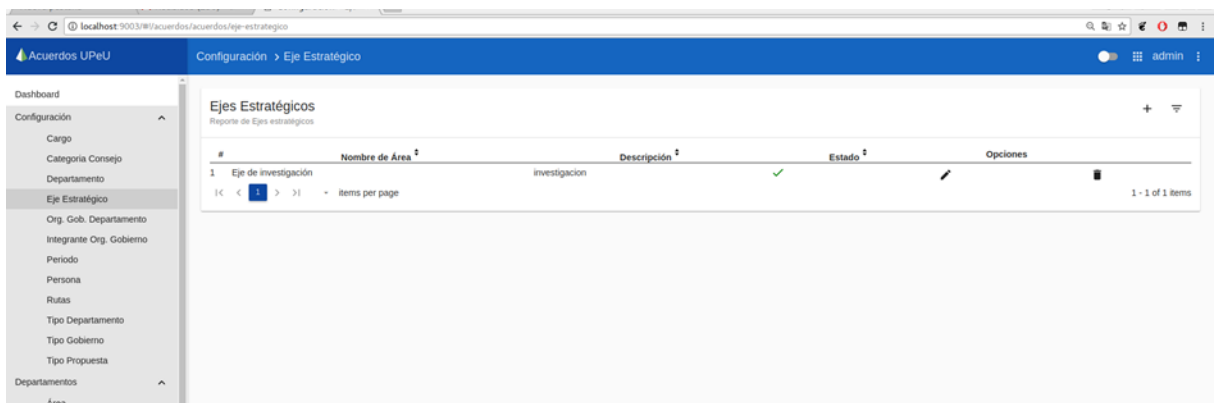 localhost:9003/#!/acuerdos/acuerdos/eje-estrategico
Acuerdos UPeU
Configuración > Eje Estratégico
admin
Dashboard
Configuración
Cargo
Categoria Consejo
Departamento
Eje Estratégico
Org. Gob. Departamento
Integrante Org. Gobierno
Periodo
Persona
Rutas
Tipo Departamento
Tipo Gobierno
Tipo Propuesta
Departamentos
Área
Ejes Estratégicos
Reporte de Ejes estratégicos
# Nombre de Área Descripción Estado Opciones
1 Eje de investigación investigacion
1 items per page 1 - 1 of 1 items